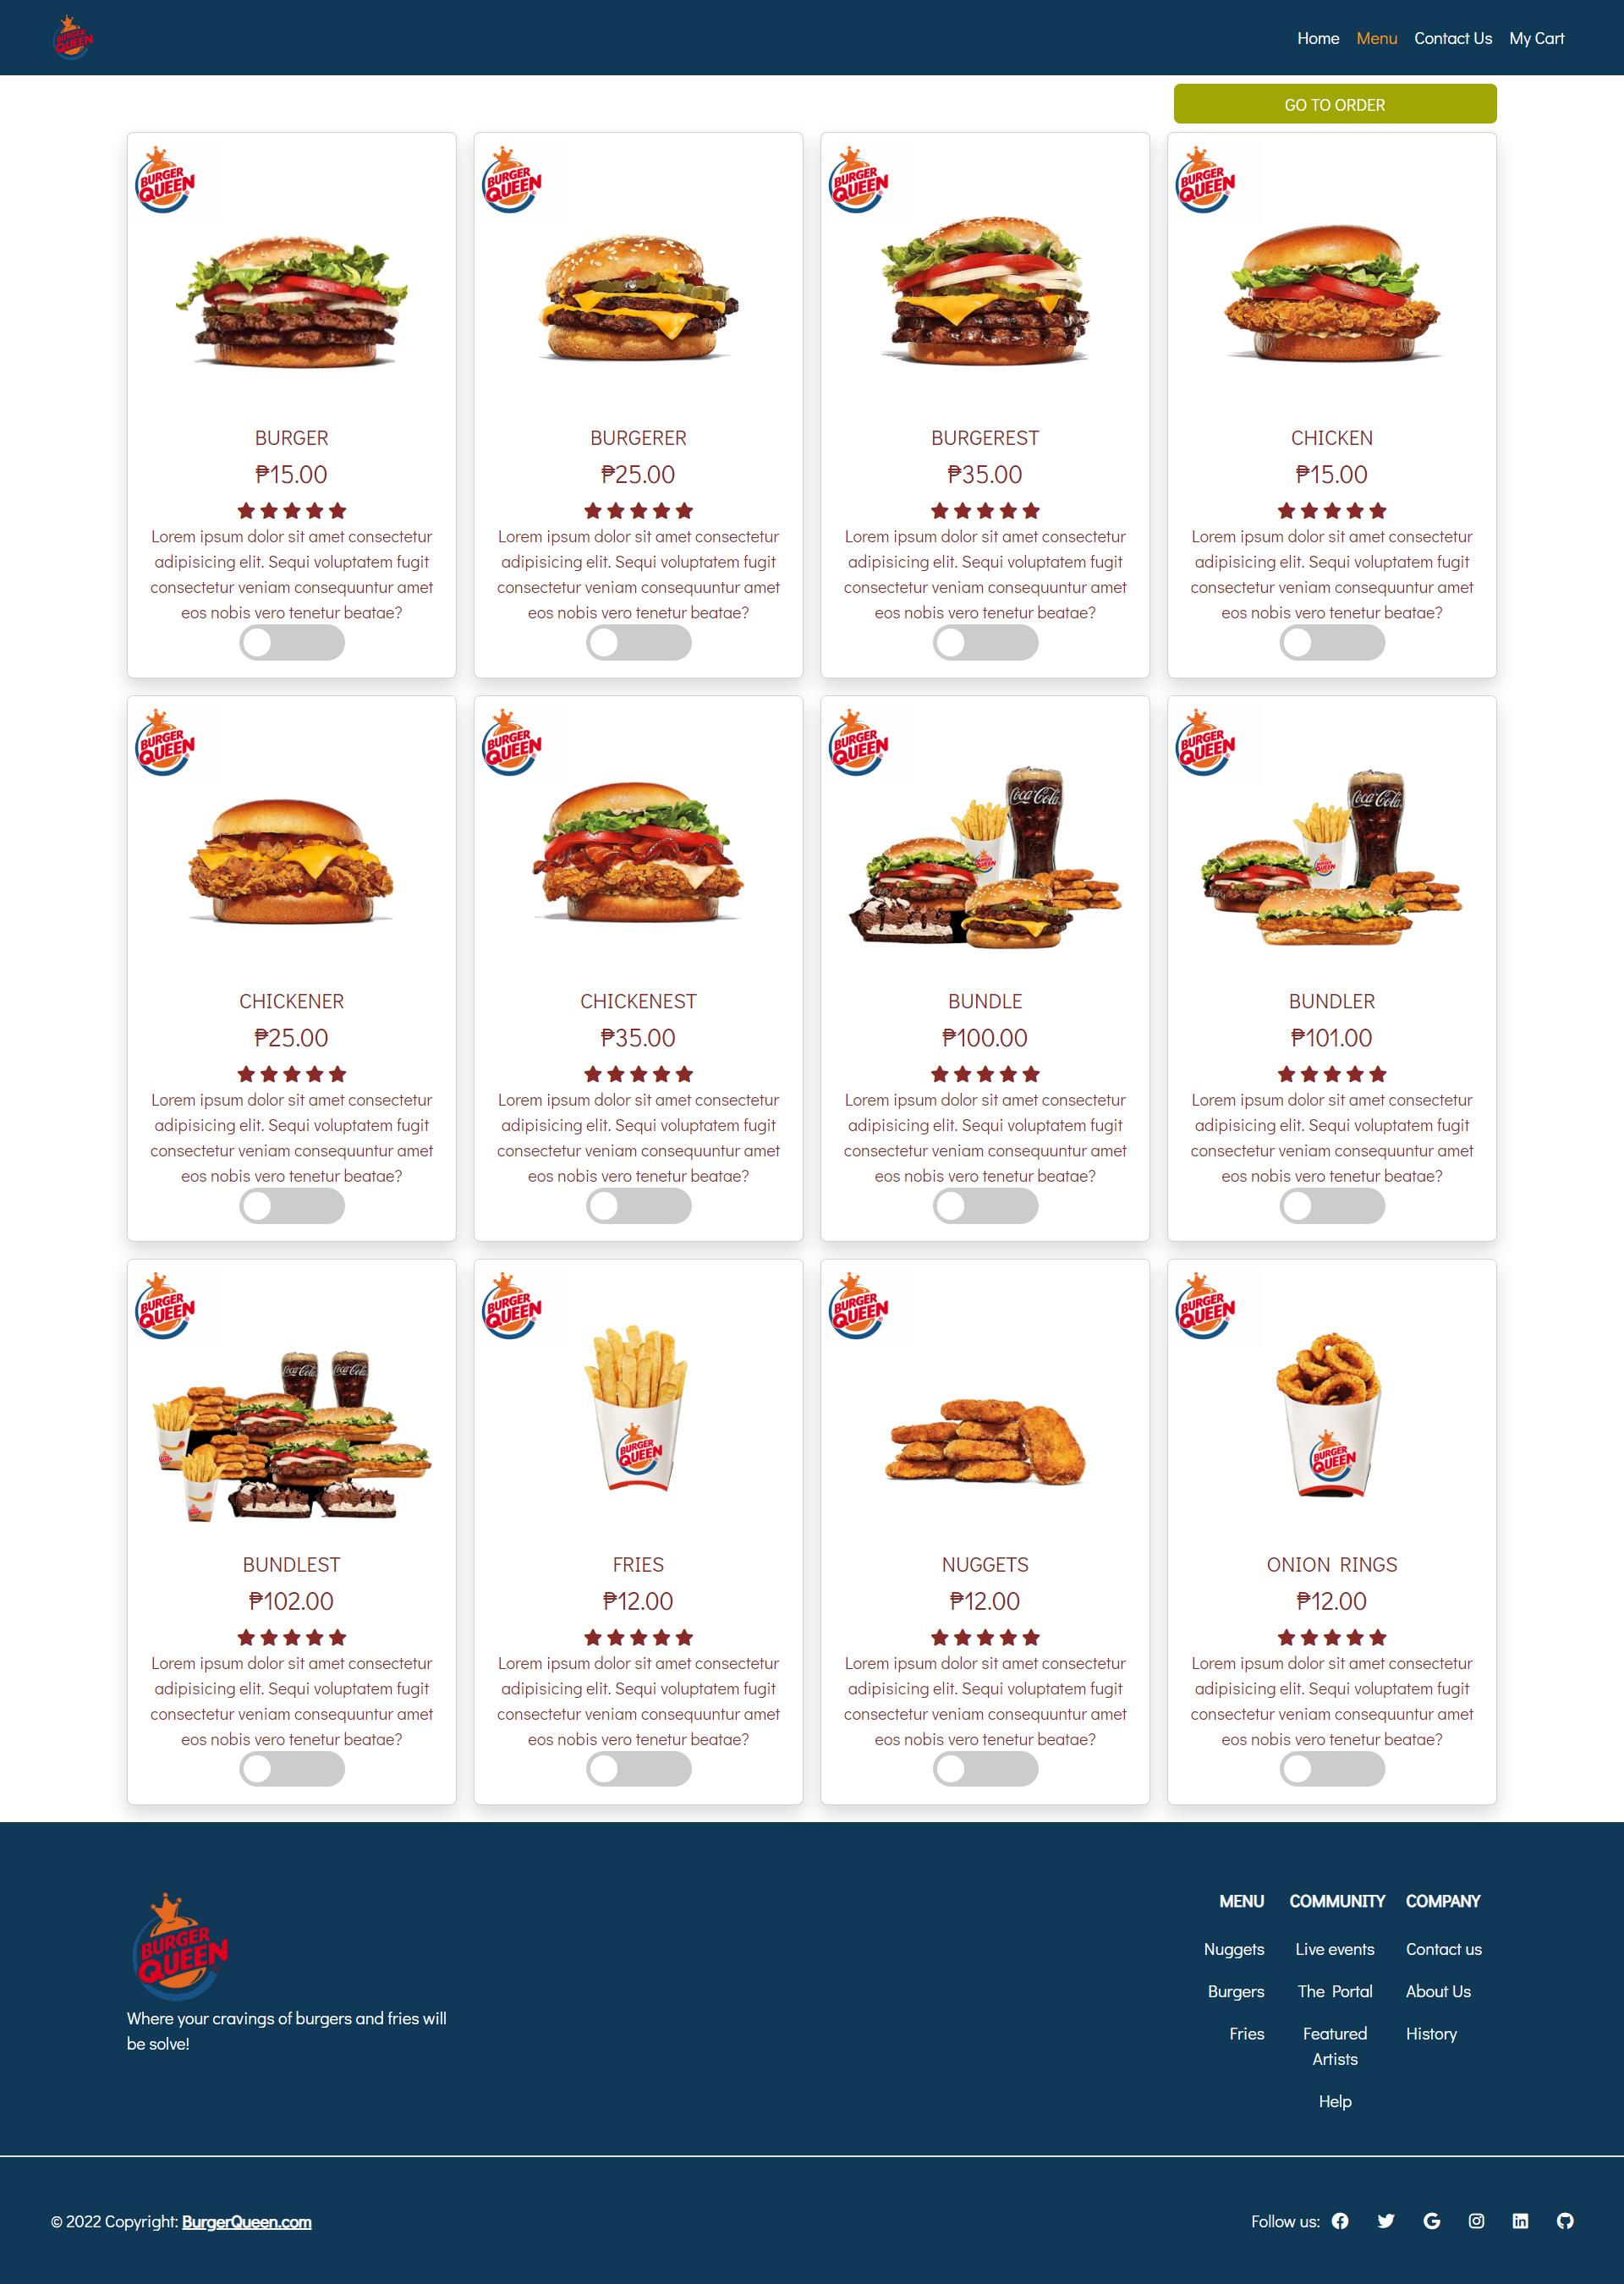 BURGER
QUEEN
Home Menu Contact Us My Cart
GO TO ORDER
BURGER
QUEEN
BURGER
QUEEN
BURGER
QUEEN
BURGER
QUEEN
BURGER
₱15.00
Lorem ipsum dolor sit amet consectetur
adipisicing elit. Sequi voluptatem fugit
consectetur veniam consequuntur amet
eos nobis vero tenetur beatae?
BURGERER
₱25.00
Lorem ipsum dolor sit amet consectetur
adipisicing elit. Sequi voluptatem fugit
consectetur veniam consequuntur amet
eos nobis vero tenetur beatae?
BURGEREST
₱35.00
Lorem ipsum dolor sit amet consectetur
adipisicing elit. Sequi voluptatem fugit
consectetur veniam consequuntur amet
eos nobis vero tenetur beatae?
CHICKEN
₱15.00
Lorem ipsum dolor sit amet consectetur
adipisicing elit. Sequi voluptatem fugit
consectetur veniam consequuntur amet
eos nobis vero tenetur beatae?
BURGER
QUEEN
BURGER
QUEEN
BURGER
QUEEN
Coca-Cola
BURGER
QUEEN
Coca-Cola
CHICKENER
₱25.00
Lorem ipsum dolor sit amet consectetur
adipisicing elit. Sequi voluptatem fugit
consectetur veniam consequuntur amet
eos nobis vero tenetur beatae?
CHICKENEST
₱35.00
Lorem ipsum dolor sit amet consectetur
adipisicing elit. Sequi voluptatem fugit
consectetur veniam consequuntur amet
eos nobis vero tenetur beatae?
BUNDLE
₱100.00
Lorem ipsum dolor sit amet consectetur
adipisicing elit. Sequi voluptatem fugit
consectetur veniam consequuntur amet
eos nobis vero tenetur beatae?
BUNDLER
₱101.00
Lorem ipsum dolor sit amet consectetur
adipisicing elit. Sequi voluptatem fugit
consectetur veniam consequuntur amet
eos nobis vero tenetur beatae?
BURGER
QUEEN
Coca-Cola Coca-Cola
BURGER
QUEEN
BURGER
QUEEN
BURGER
QUEEN
BURGER
QUEEN
BURGER
QUEEN
BUNDLEST
₱102.00
Lorem ipsum dolor sit amet consectetur
adipisicing elit. Sequi voluptatem fugit
consectetur veniam consequuntur amet
eos nobis vero tenetur beatae?
FRIES
₱12.00
Lorem ipsum dolor sit amet consectetur
adipisicing elit. Sequi voluptatem fugit
consectetur veniam consequuntur amet
eos nobis vero tenetur beatae?
NUGGETS
₱12.00
Lorem ipsum dolor sit amet consectetur
adipisicing elit. Sequi voluptatem fugit
consectetur veniam consequuntur amet
eos nobis vero tenetur beatae?
ONION RINGS
₱12.00
Lorem ipsum dolor sit amet consectetur
adipisicing elit. Sequi voluptatem fugit
consectetur veniam consequuntur amet
eos nobis vero tenetur beatae?
BURGER
QUEEN
Where your cravings of burgers and fries will
be solve!
MENU
Nuggets
Burgers
Fries
COMMUNITY
Live events
The Portal
Featured
Artists
Help
COMPANY
Contact us
About Us
History
© 2022 Copyright: BurgerQueen.com
Follow us: